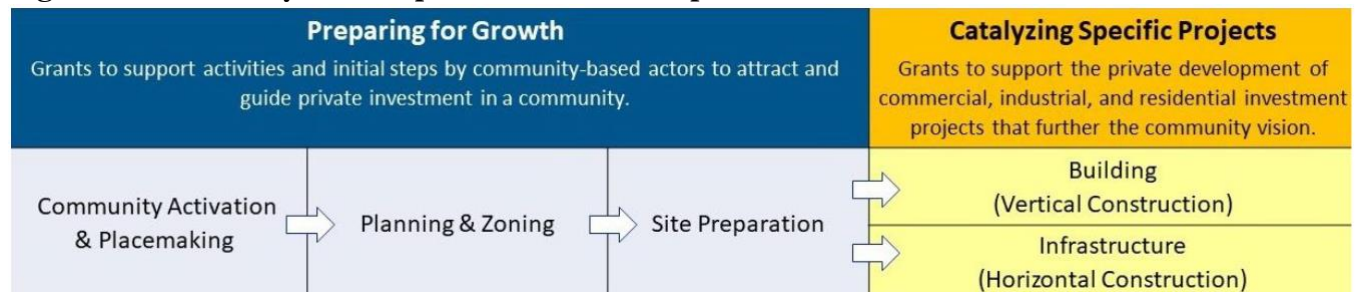 Preparing for Growth
Grants to support activities and initial steps by community-based actors to attract and
guide private investment in a community.
Catalyzing Specific Projects
Grants to support the private development of
commercial, industrial, and residential investment
projects that further the community vision.
Community Activation
& Placemaking
Planning & Zoning
Site Preparation
Building
(Vertical Construction)
Infrastructure
(Horizontal Construction)